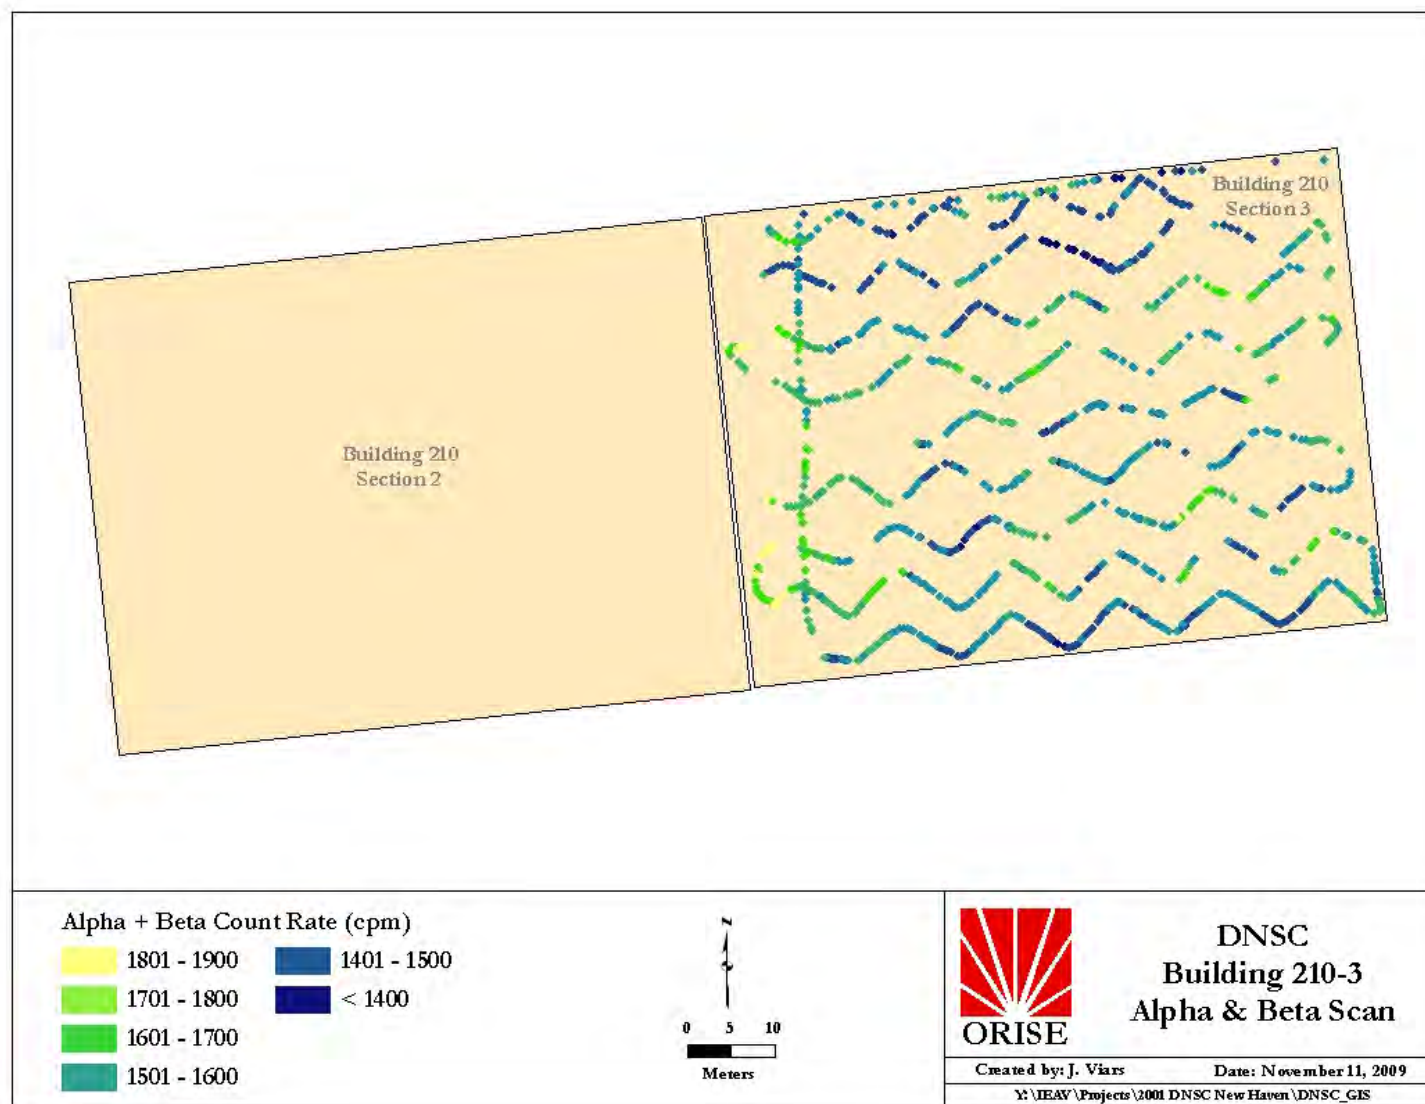 Building 210
Section 3
Building 210
Section 2
Alpha + Beta Count Rate (cpm)
1801 - 1900
1701 - 1800
1601 - 1700
1501 - 1600
1401 - 1500
< 1400
N
0 5 10
Meters
ORISE
DNSC
Building 210-3
Alpha & Beta Scan
Created by: J. Viars
Date: November 11, 2009
Y:\IEAV\Projects\2001 DNSC New Haven\DNSC_GIS